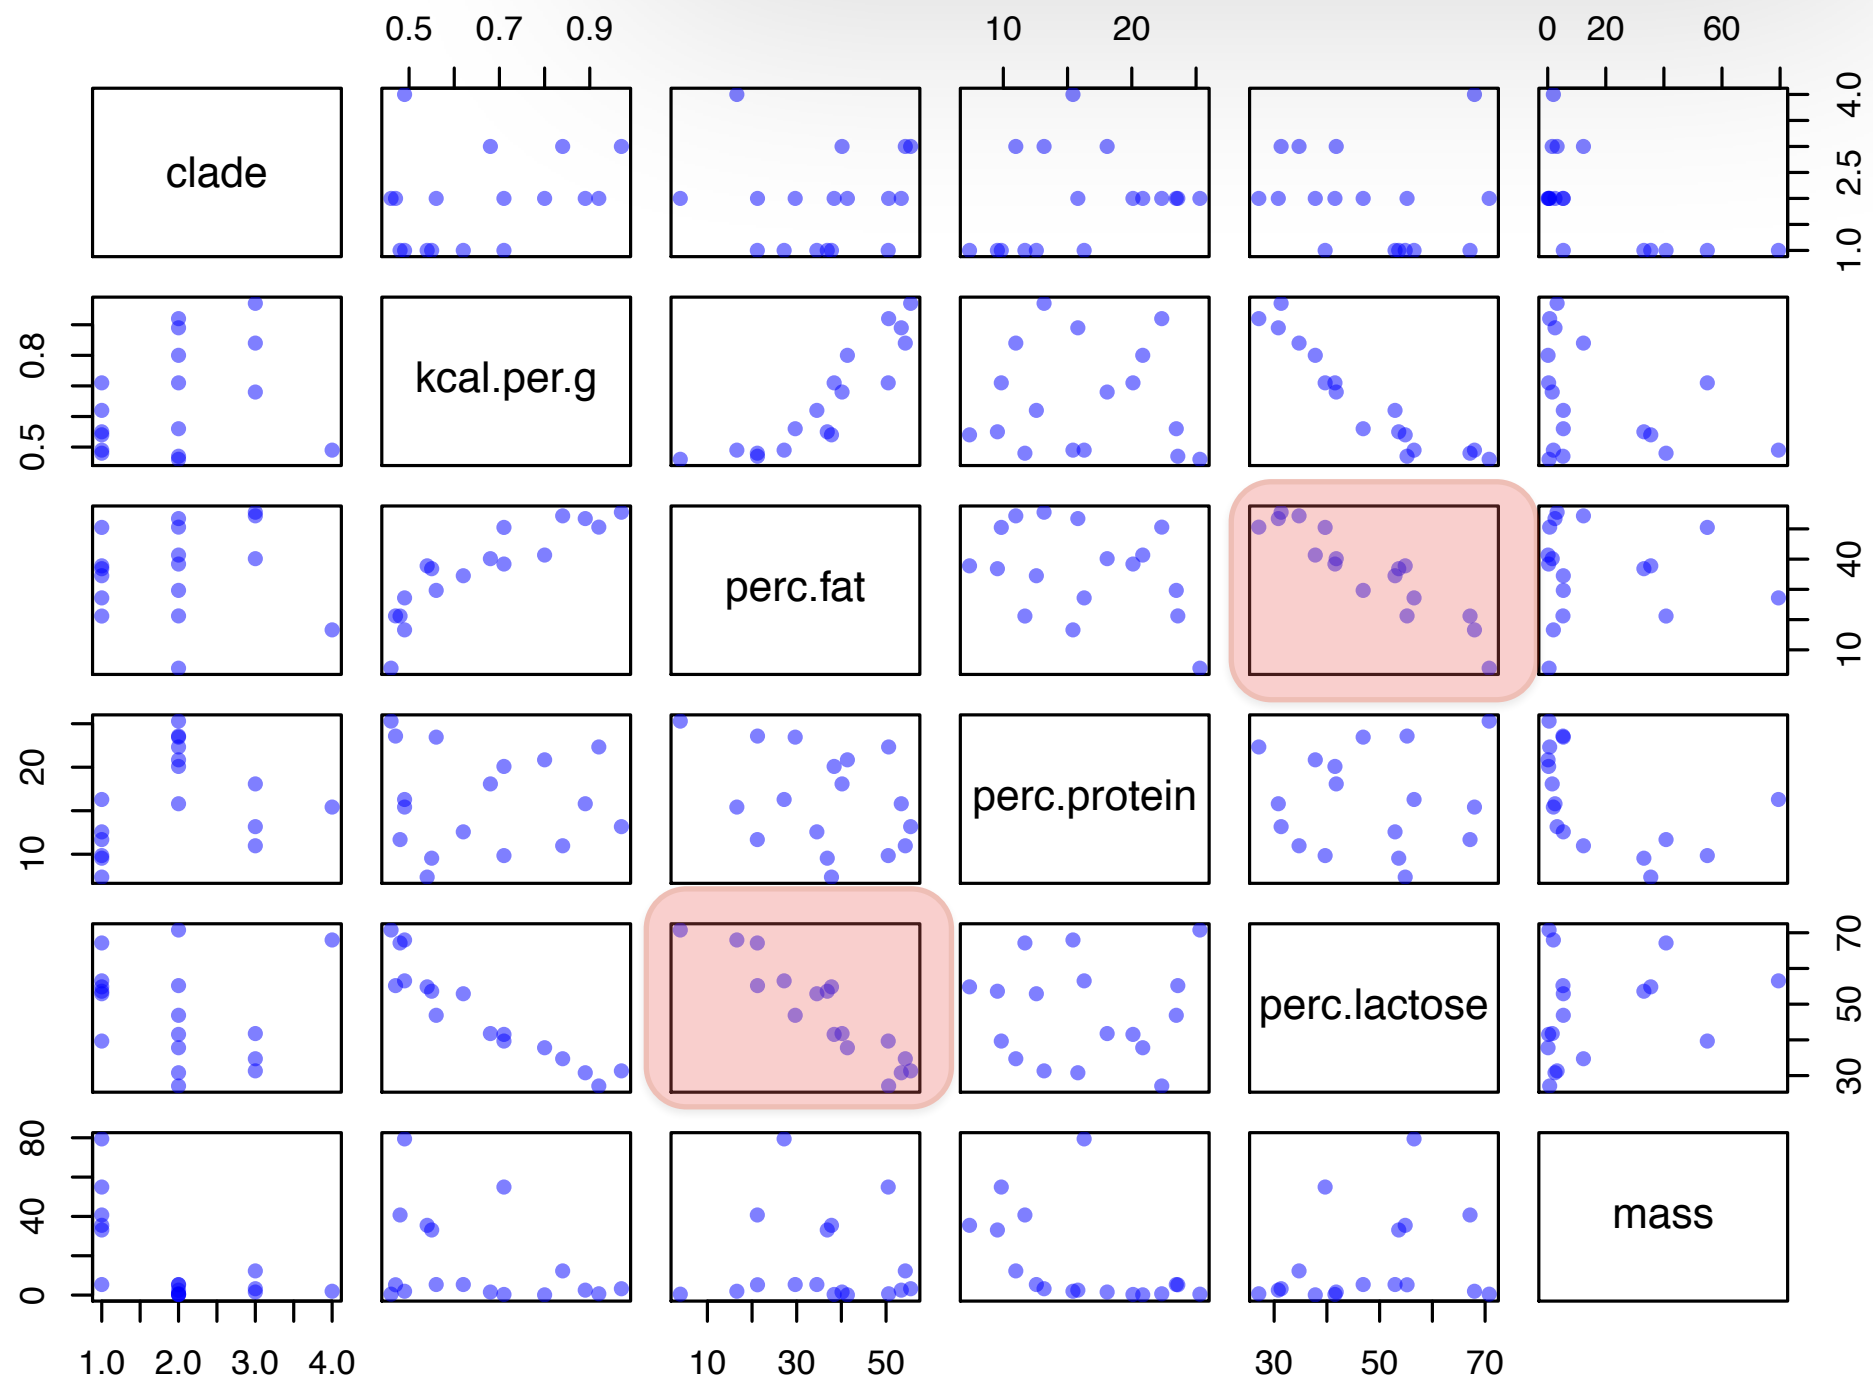 0.5 0.7 0.9 10 20 0 20 60
clade 1.0 2.5 4.0
0.5 0.8 kcal.per.g
perc.fat 10 40
10 20 perc.protein
perc.lactose 30 50 70
0 40 80 mass
1.0 2.0 3.0 4.0 10 30 50 30 50 70